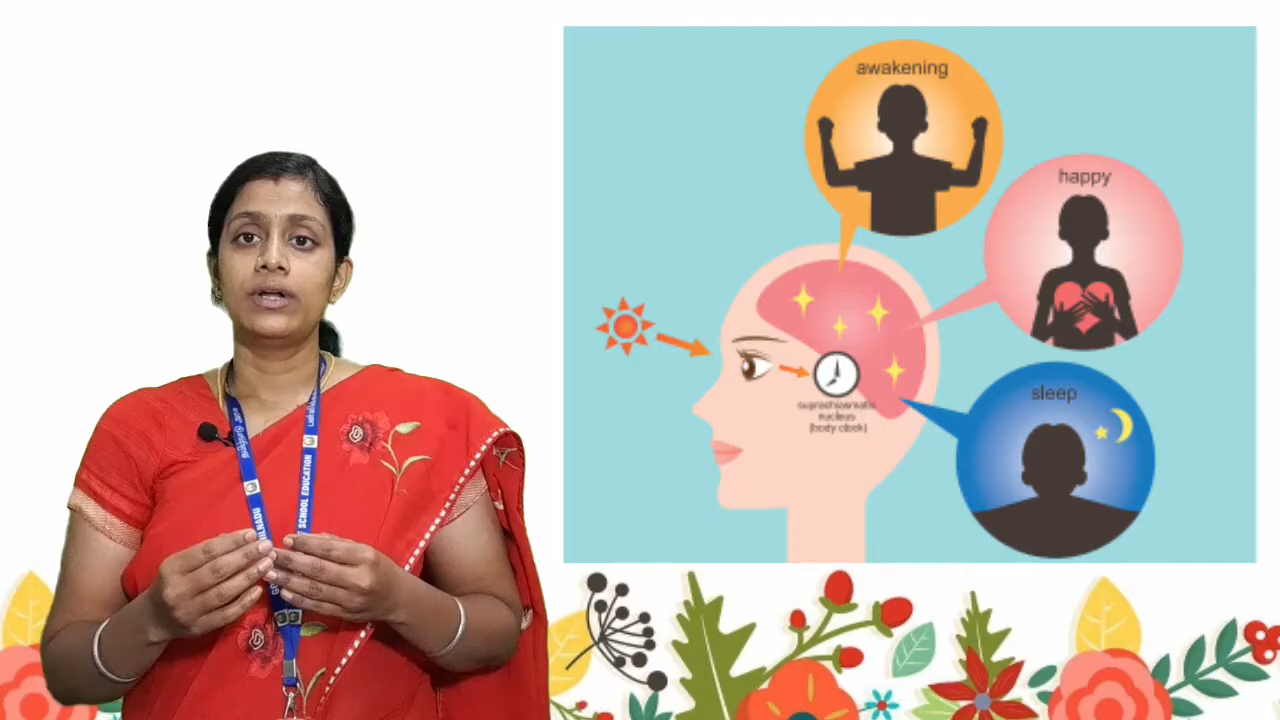 awakening
happy
sleep
suprachiasmatic
nucleus
(body clock)
SCHOOL EDUCATION